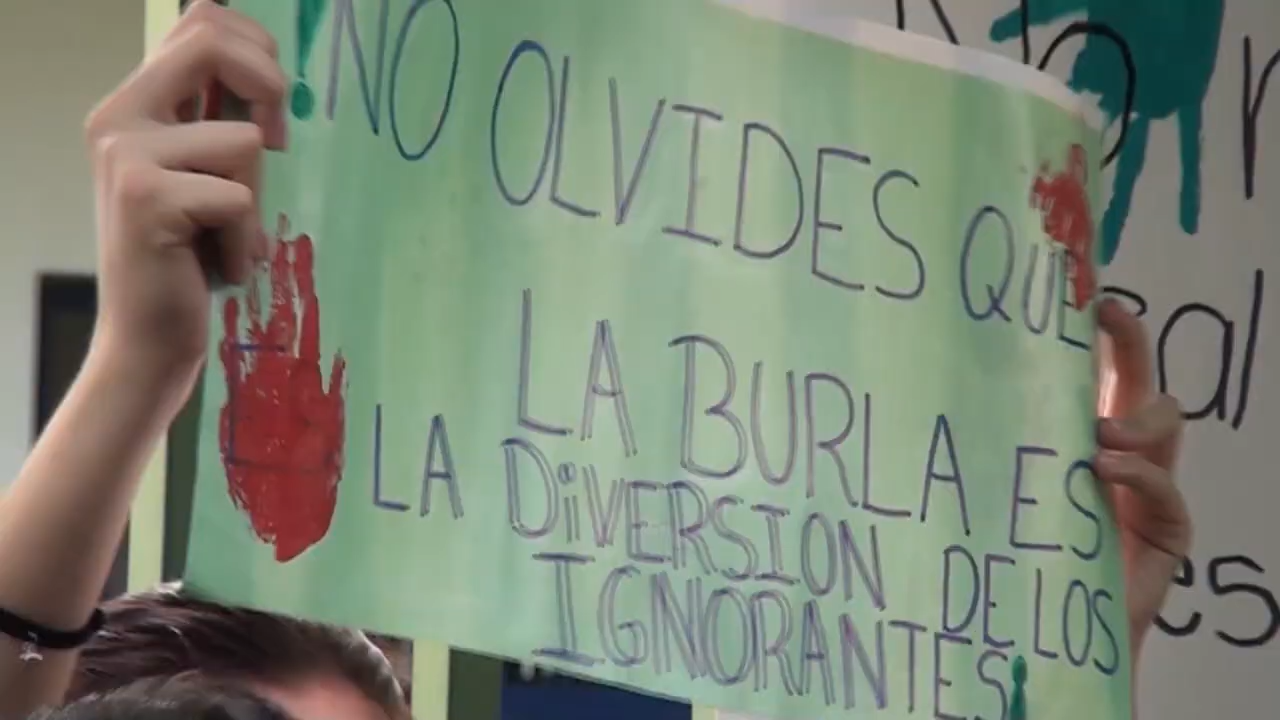 ¡NO OLVIDES QUE
LA BURLA ES
LA DiVERSION DE LOS
IGNORANTES!